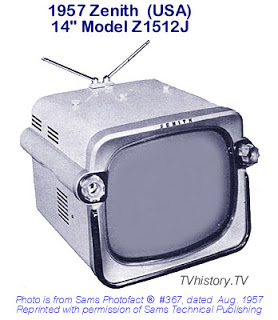 1957 Zenith (USA)
14" Model Z1512J
ZENITH
TVhistory.TV
Photo is from Sams Photofact ® #367, dated Aug. 1957
Reprinted with permission of Sams Technical Publishing